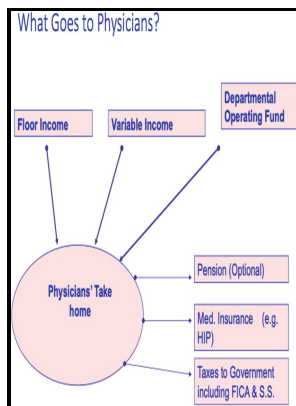 What Goes to Physicians?
Departmental
Operating Fund
Floor Income
Variable Income
Physicians' Take
home
Pension (Optional)
Med. Insurance (e.g.
HIP)
Taxes to Government
including FICA & S.S.